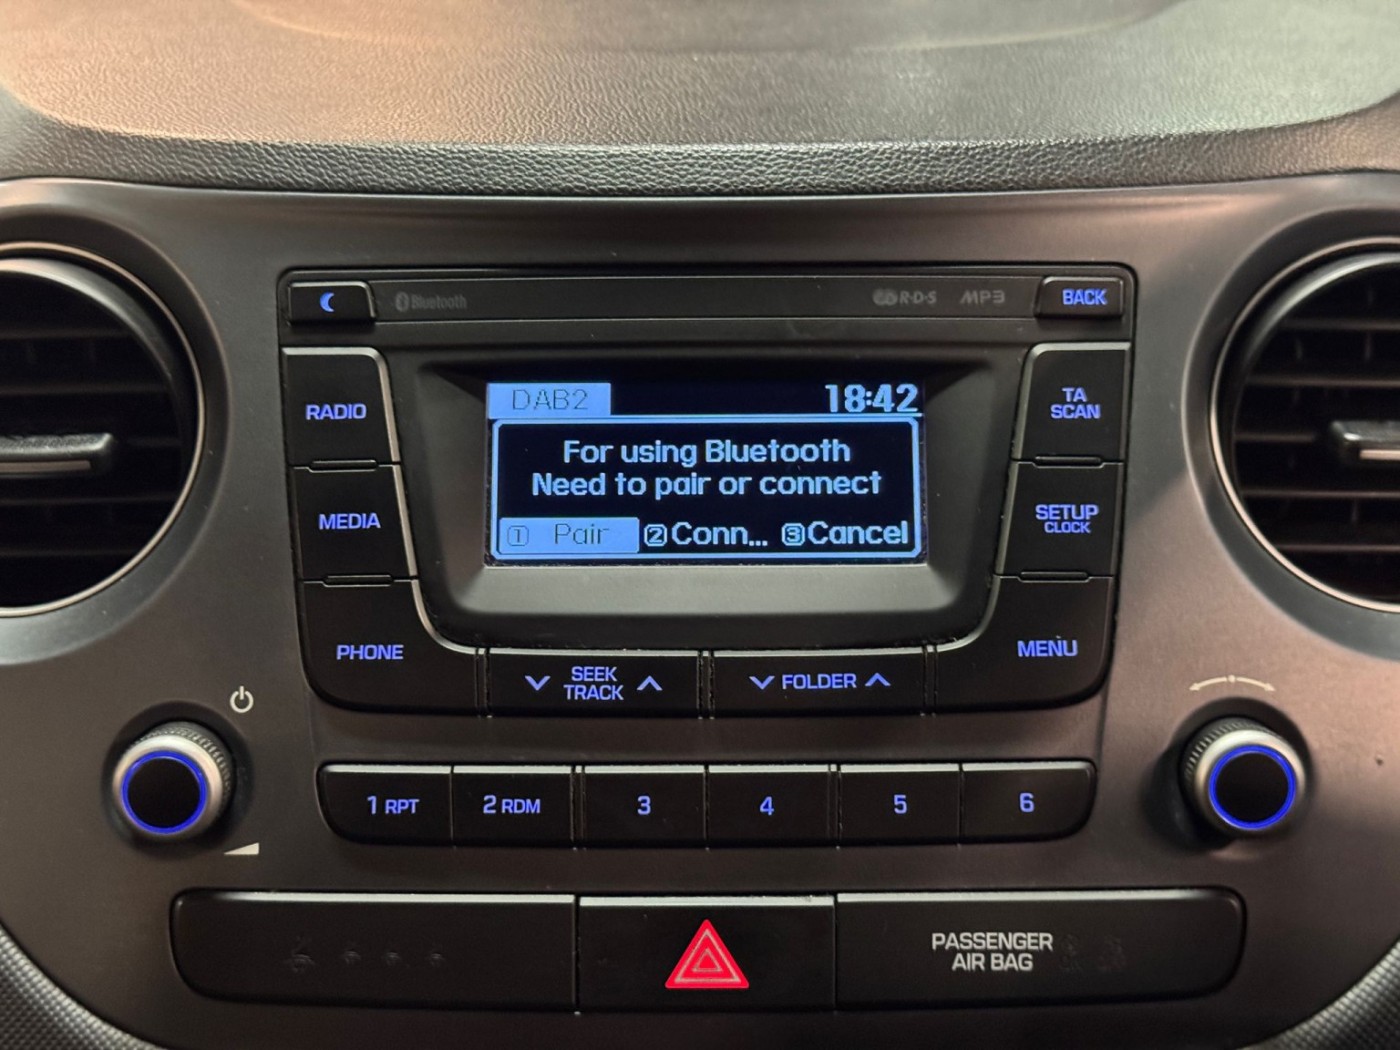 Bluetooth
R·D·S
MP3
BACK
RADIO
MEDIA
PHONE
DAB2
18:42
For using Bluetooth
Need to pair or connect
1 Pair
2 Conn...
3 Cancel
TA
SCAN
SETUP
CLOCK
MENU
SEEK
TRACK
FOLDER
1 RPT
2 RDM
3
4
5
6
PASSENGER
AIR BAG